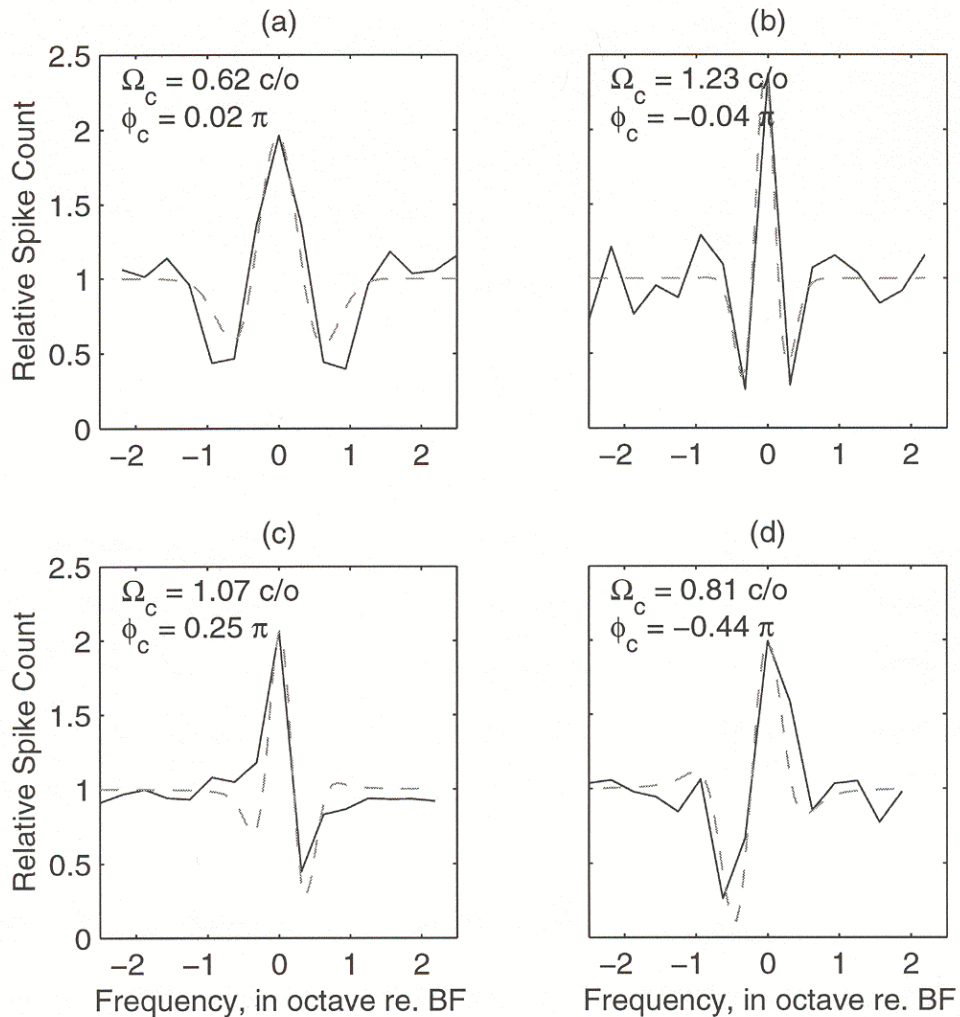 (a)
Ω_c = 0.62 c/o
ϕ_c = 0.02 π
Relative Spike Count
2.5
2
1.5
1
0.5
0
−2 −1 0 1 2
(b)
Ω_c = 1.23 c/o
ϕ_c = −0.04 π
−2 −1 0 1 2
(c)
Ω_c = 1.07 c/o
ϕ_c = 0.25 π
Relative Spike Count
2.5
2
1.5
1
0.5
0
−2 −1 0 1 2
Frequency, in octave re. BF
(d)
Ω_c = 0.81 c/o
ϕ_c = −0.44 π
−2 −1 0 1 2
Frequency, in octave re. BF